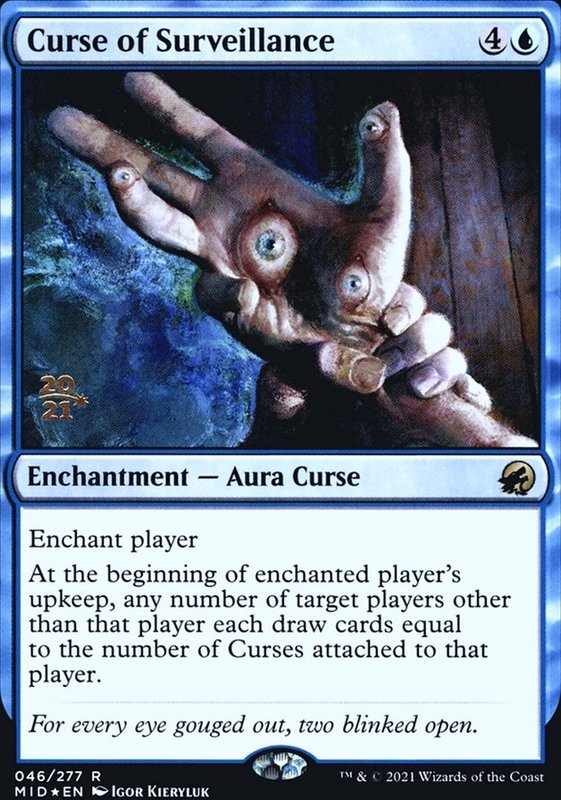 Curse of Surveillance 4
20
21
Enchantment — Aura Curse
Enchant player
At the beginning of enchanted player's
upkeep, any number of target players other
than that player each draw cards equal
to the number of Curses attached to that
player.
For every eye gouged out, two blinked open.
046/277 R
MID★EN Igor Kieryluk
™ & © 2021 Wizards of the Coast